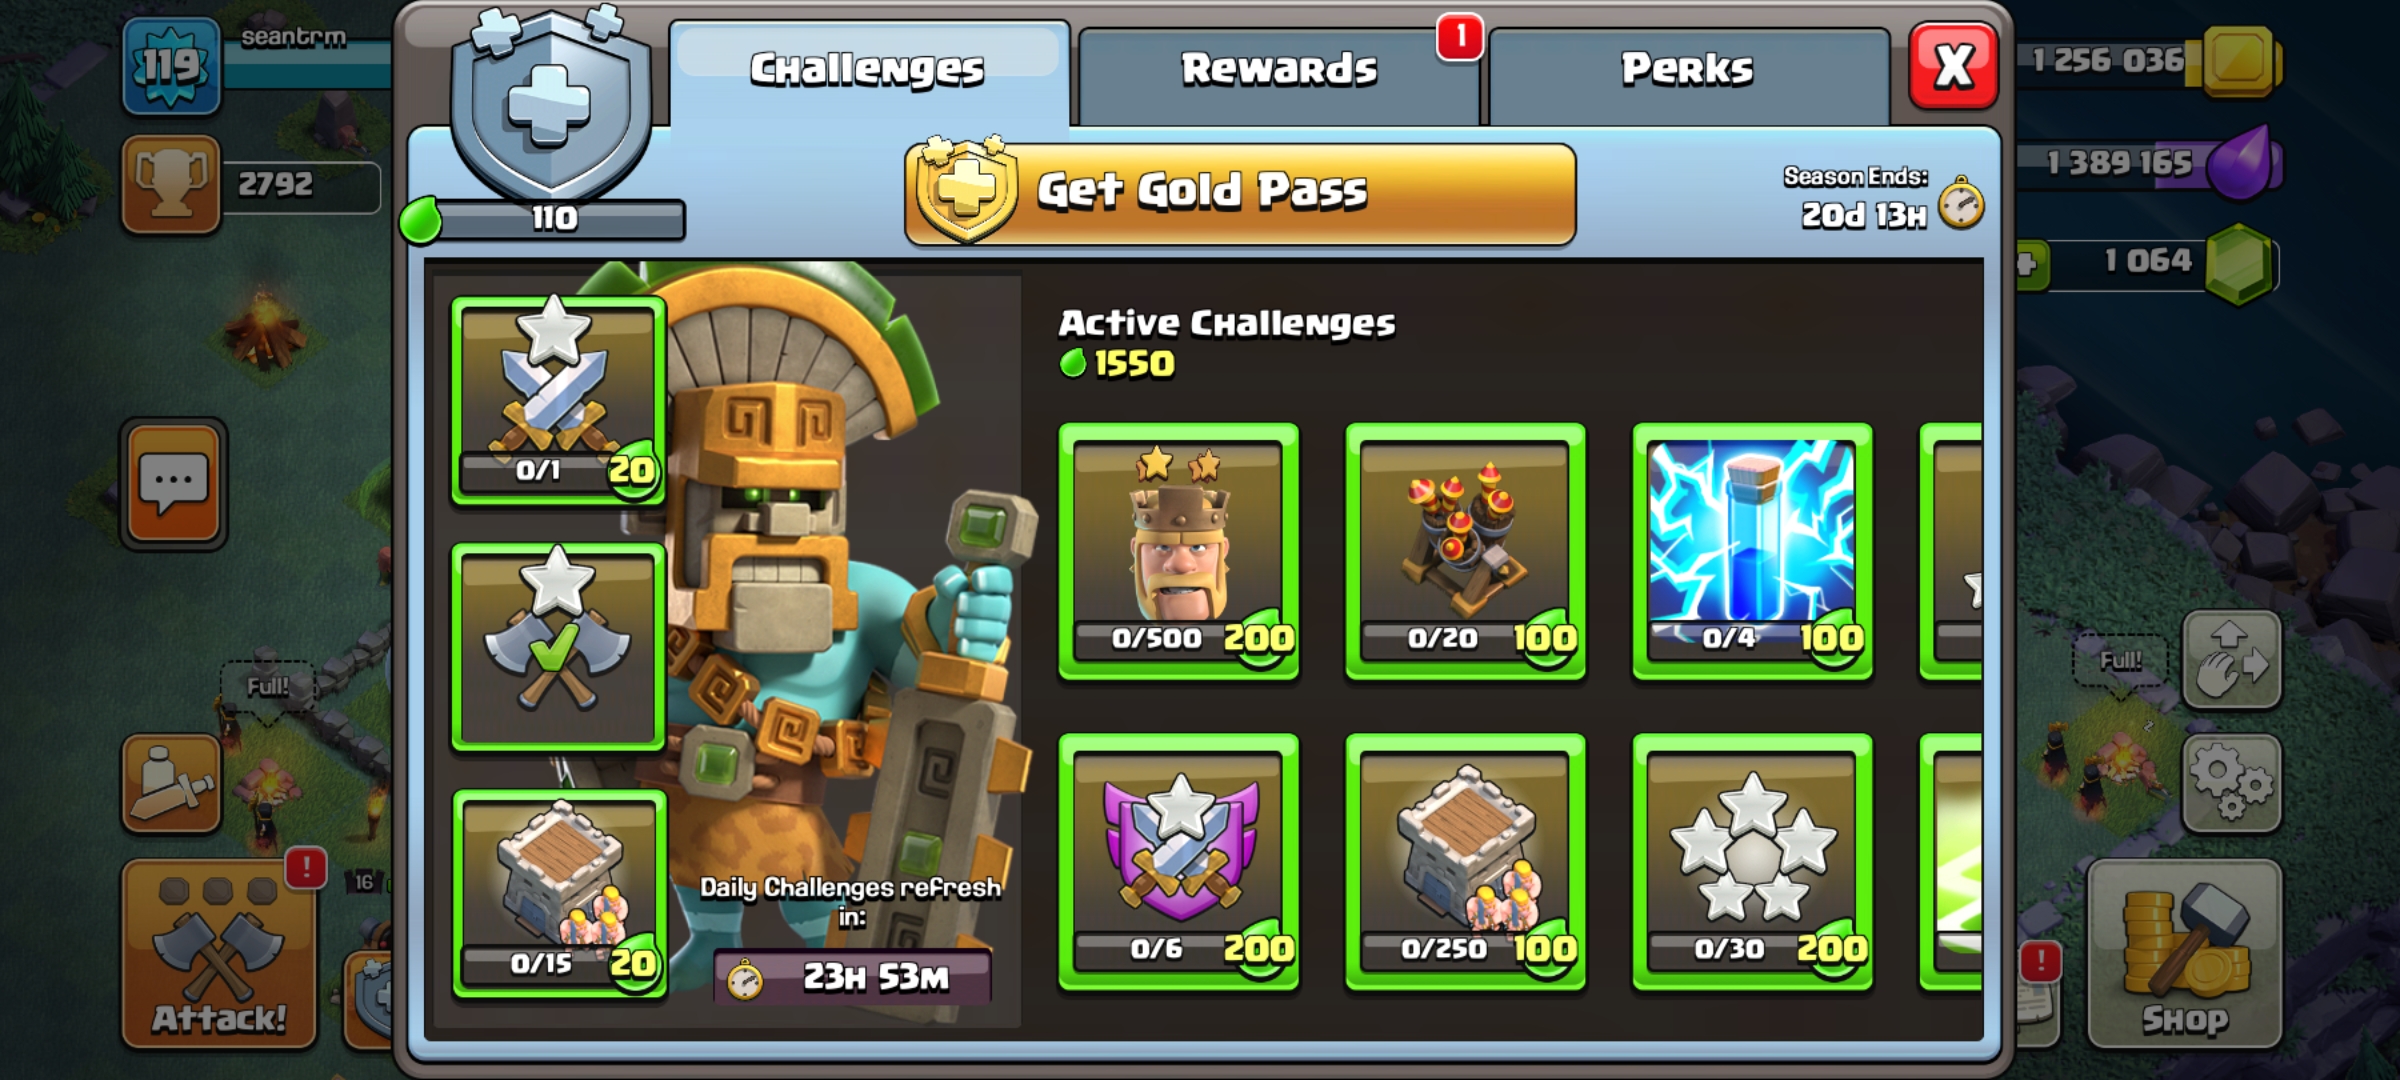 119
seantrm
2792
Challenges
Rewards
1
Perks
X
1 256 036
1 389 165
1 064
110
Get Gold Pass
Season Ends:
20d 13H
0/1
20
0/15
20
Daily Challenges refresh
in:
23H 53M
Active Challenges
1550
0/500
200
0/20
100
0/4
100
0/6
200
0/250
100
0/30
200
Full!
!
16
Attack!
Full!
z
!
Shop